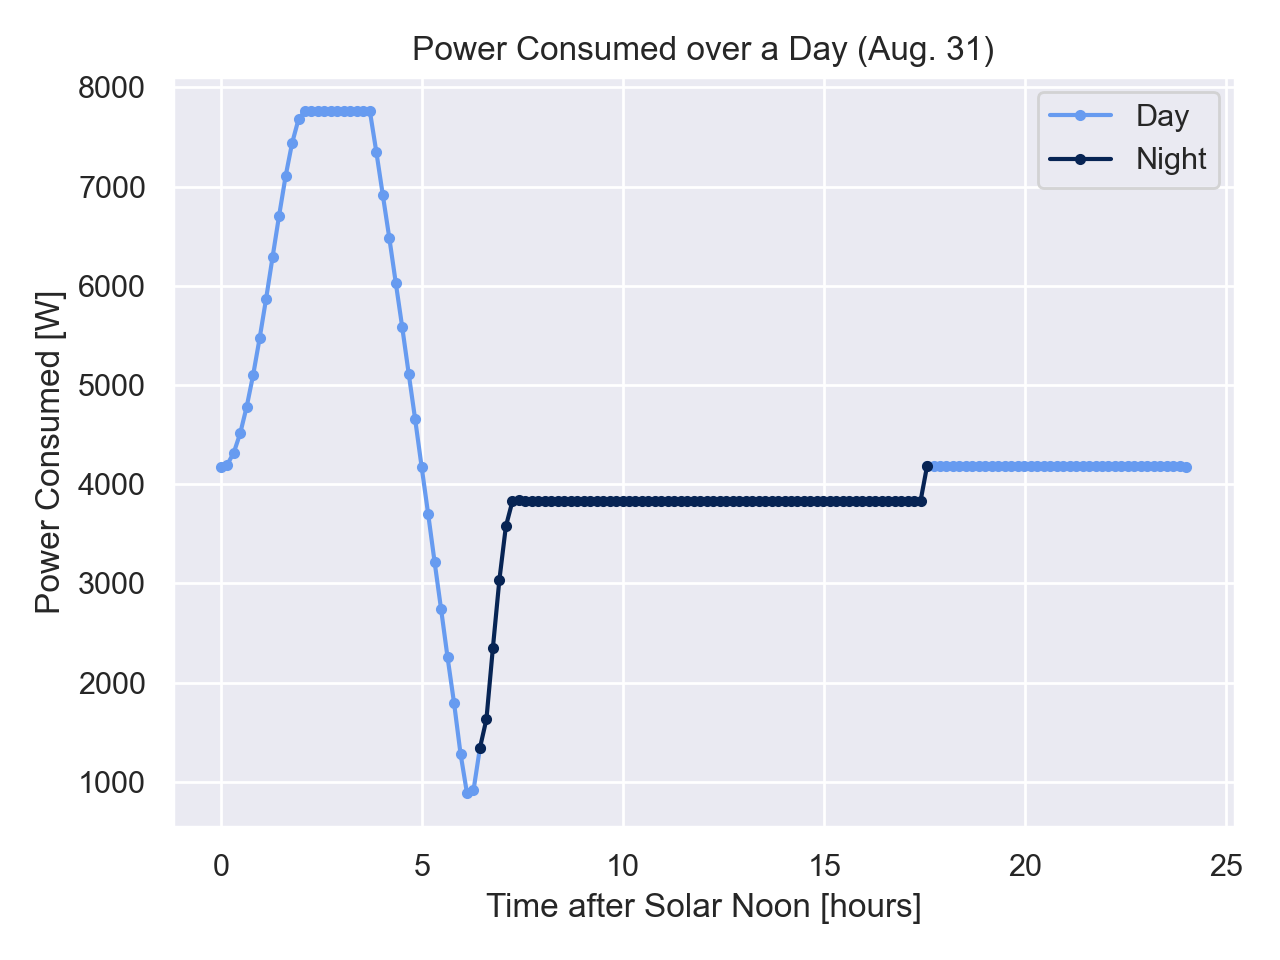 Power Consumed over a Day (Aug. 31)
8000
7000
6000
5000
4000
3000
2000
1000
Power Consumed [W]
Day
Night
0 5 10 15 20 25
Time after Solar Noon [hours]